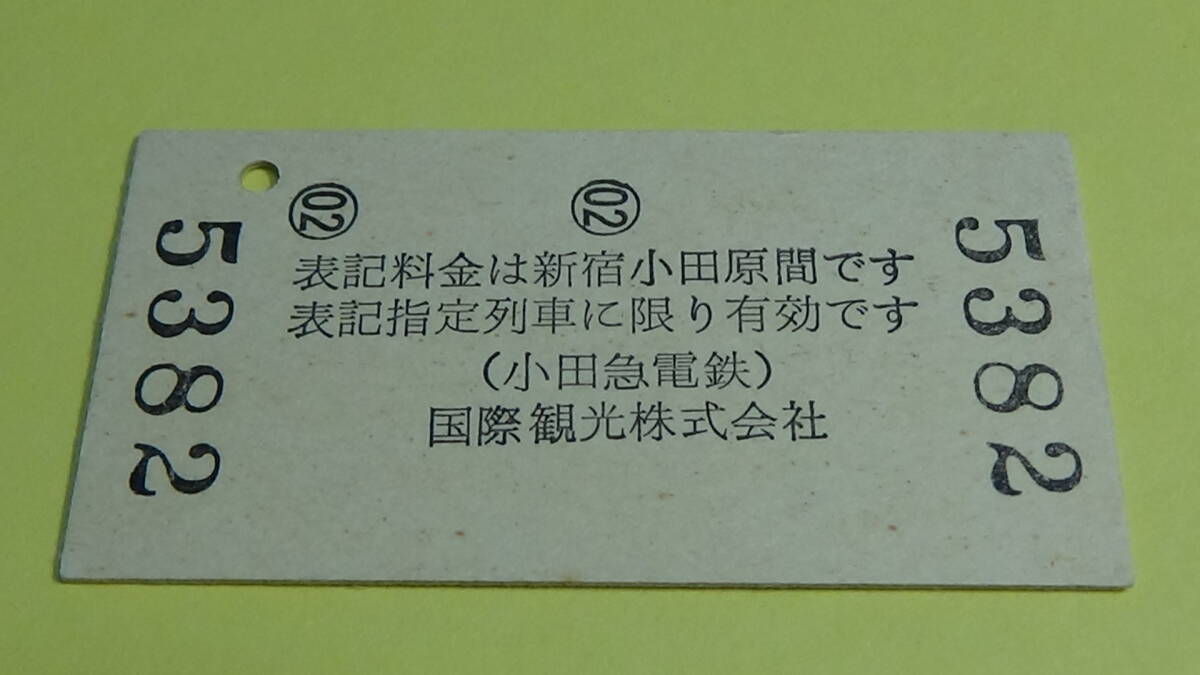 02 02
表記料金は新宿小田原間です
表記指定列車に限り有効です
（小田急電鉄）
国際観光株式会社
5382
5382